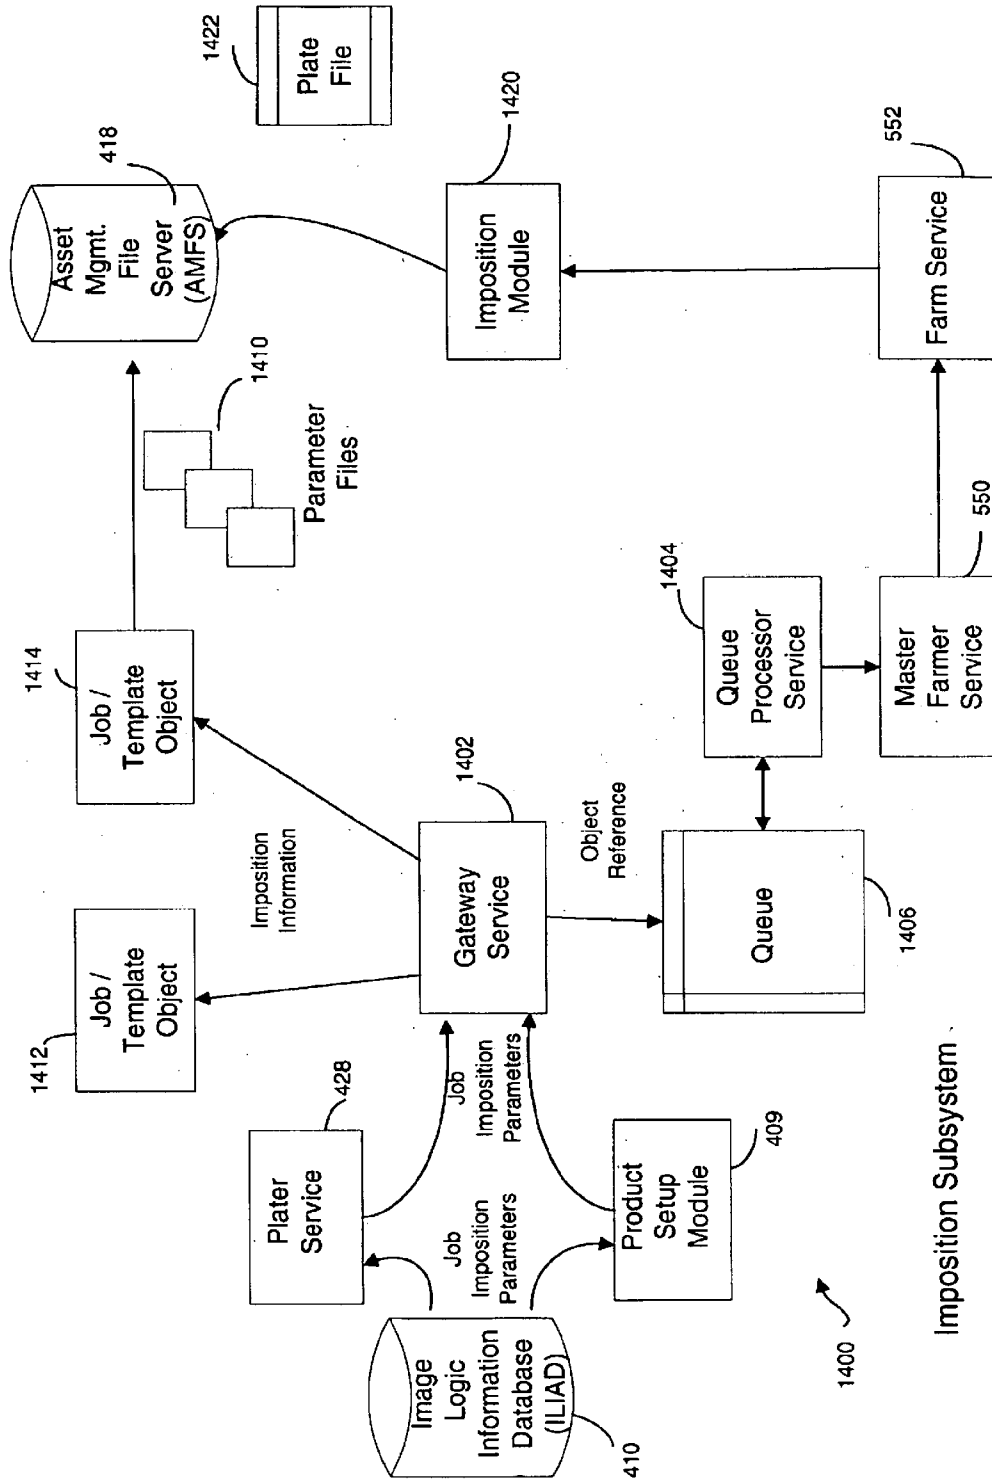 1412
Job /
Template
Object
Imposition
Information
1414
Job /
Template
Object
1410
Parameter
Files
418
Asset
Mgmt.
File
Server
(AMFS)
1422
Plate
File
428
Plater
Service
Job
Imposition
Parameters
Job
Imposition
Parameters
1402
Gateway
Service
1420
Imposition
Module
Image
Logic
Information
Database
(ILIAD)
410
Product
Setup
Module
409
Object
Reference
Queue
1406
1404
Queue
Processor
Service
Master
Farmer
Service
550
Farm Service
552
1400
Imposition Subsystem